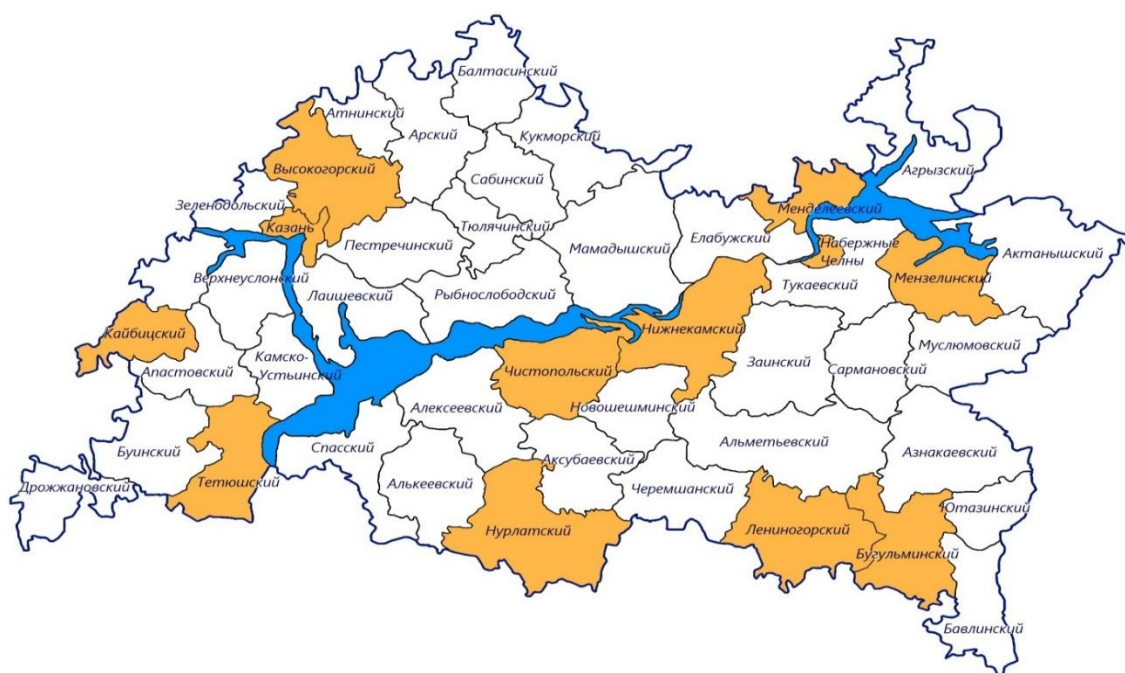 Балтасинский
Атнинский
Арский
Кукморский
Высокогорский
Сабинский
Агрызский
Зеленодольский
Менделеевский
Казань
Тюлячинский
Пестречинский
Мамадышский
Елабужский
Набержные
Челны
Актанышский
Верхнеуслонский
Мензелинский
Тукаевский
Лаишевский
Рыбнослободский
Кайбицский
Нижнекамский
Муслюмовский
Камско-
Устьинский
Апастовский
Чистопольский
Заинский
Сармановский
Алексеевский
Новошешминский
Спасский
Альметьевский
Буинский
Азнакаевский
Аксубаевский
Тетюшский
Дрожжановский
Алькеевский
Черемшанский
Ютазинский
Нурлатский
Лениногорский
Бугульминский
Бавлинский